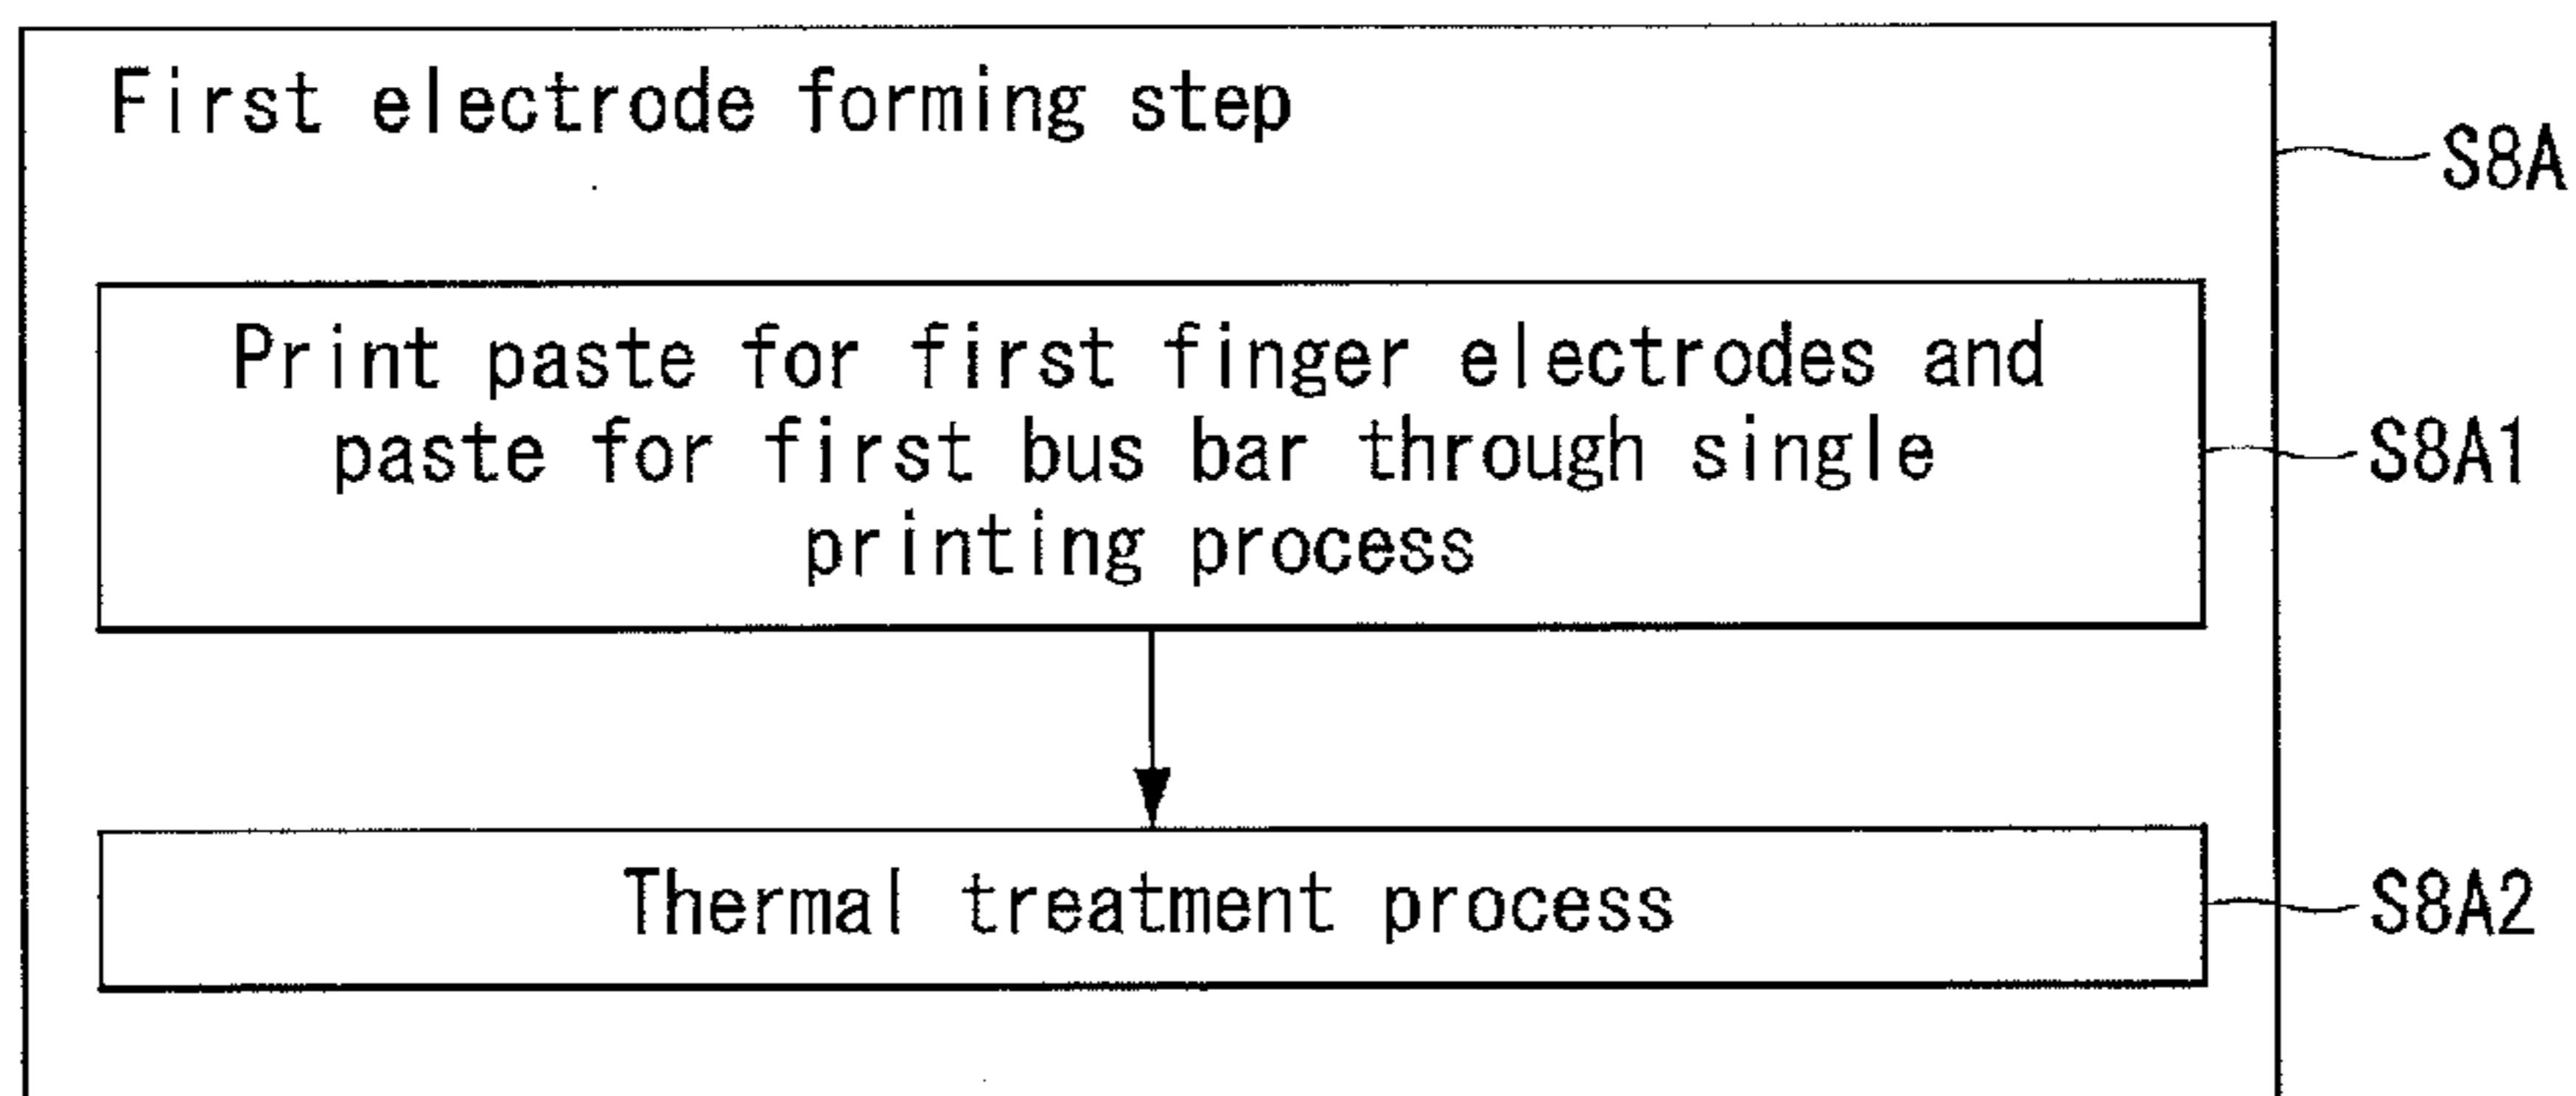 First electrode forming step
S8A
Print paste for first finger electrodes and
paste for first bus bar through single
printing process
S8A1
Thermal treatment process
S8A2